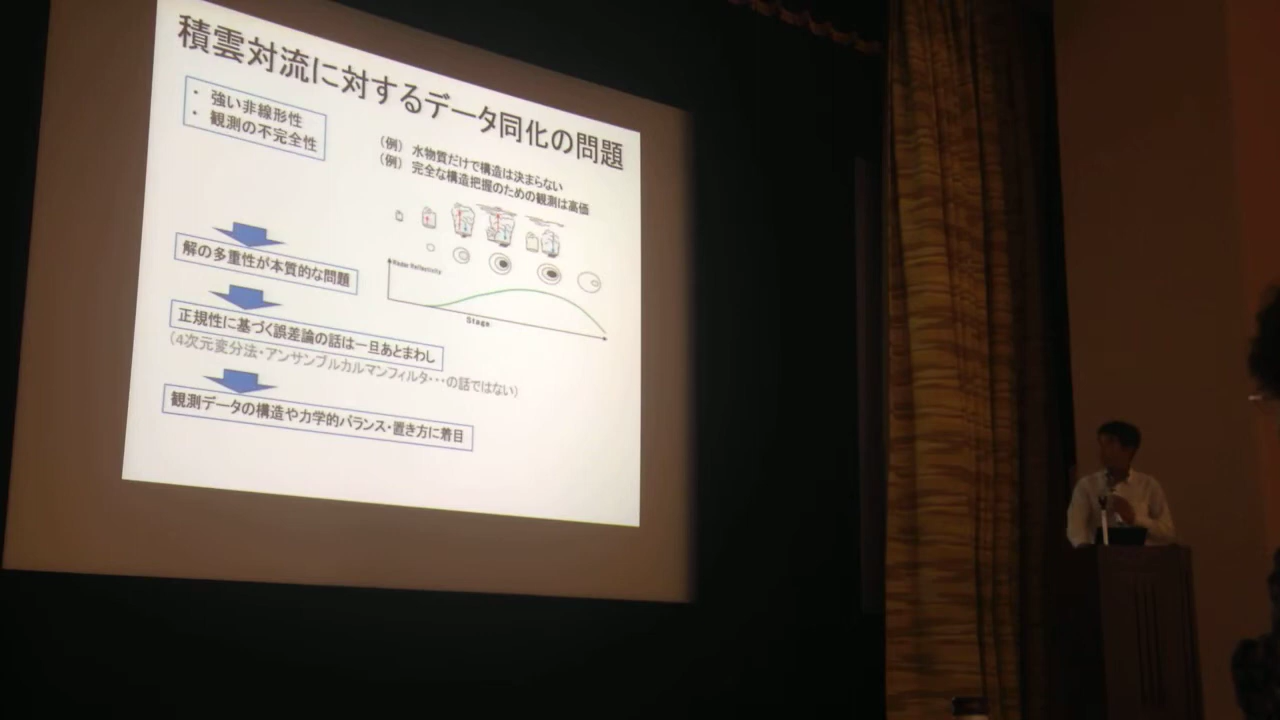 積雲対流に対するデータ同化の問題
・ 強い非線形性
・ 観測の不完全性
（例） 水物質だけで構造は決まらない
（例） 完全な構造把握のための観測は高価
Radar Reflectivity
Stage
解の多重性が本質的な問題
正規性に基づく誤差論の話は一旦あとまわし
（4次元変分法・アンサンブルカルマンフィルタ・・・の話ではない）
観測データの構造や力学的バランス・置き方に着目